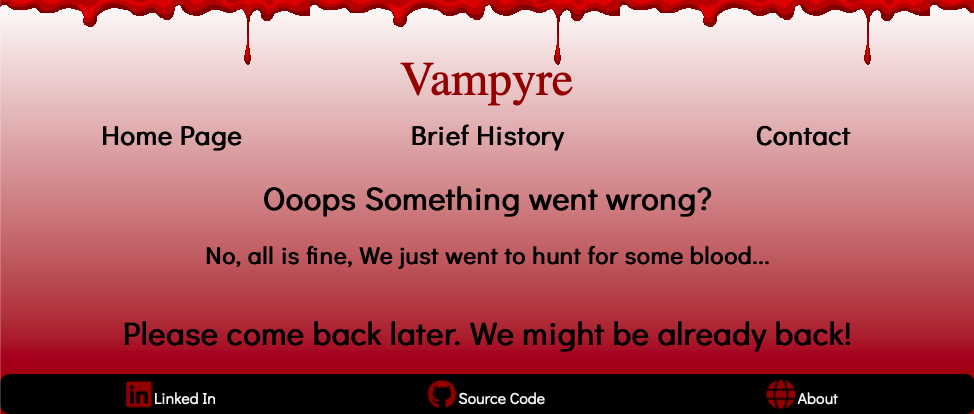 Vampyre
Home Page Brief History Contact
Ooops Something went wrong?
No, all is fine, We just went to hunt for some blood...
Please come back later. We might be already back!
Linked In Source Code About